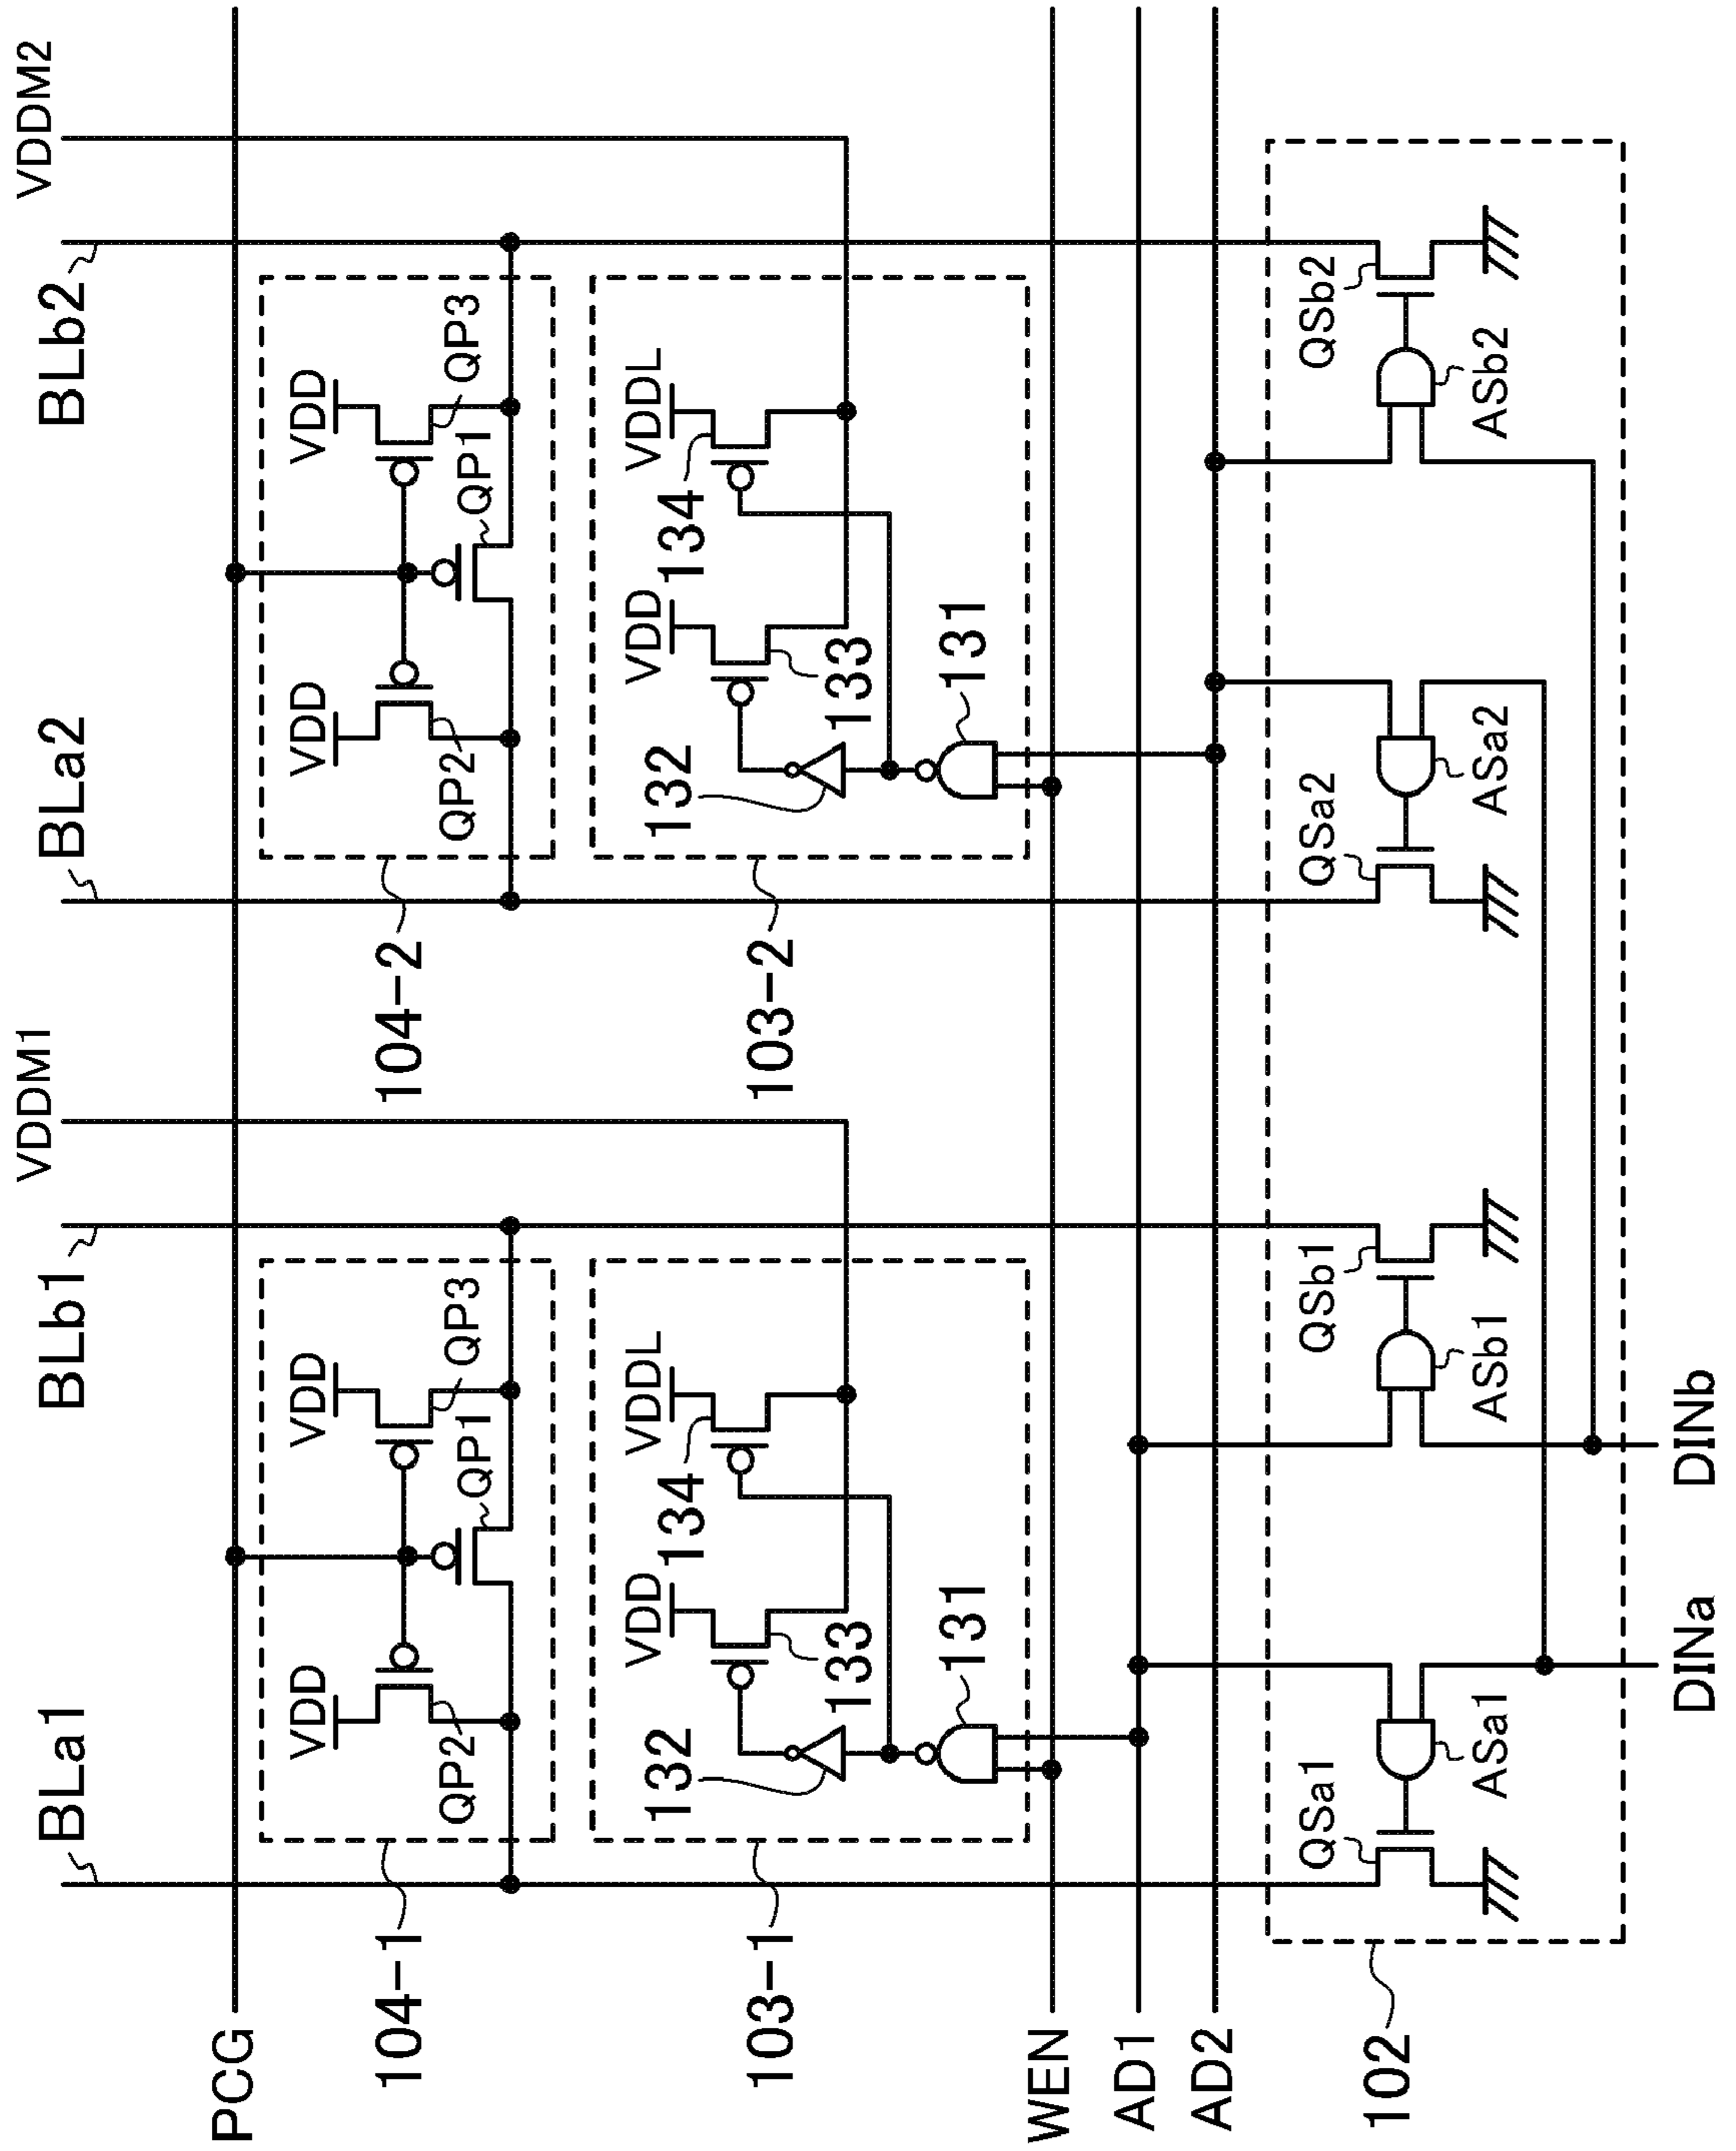 BLa1
BLb1
VDDM1
BLa2
BLb2
VDDM2
PCG
104-1
VDD
VDD
QP2
QP1
QP3
104-2
VDD
VDD
QP2
QP1
QP3
103-1
VDD
VDDL
132
133
134
131
103-2
VDD
VDDL
132
133
134
131
WEN
AD1
AD2
102
QSa1
ASa1
QSb1
ASb1
QSa2
ASa2
QSb2
ASb2
DINa
DINb